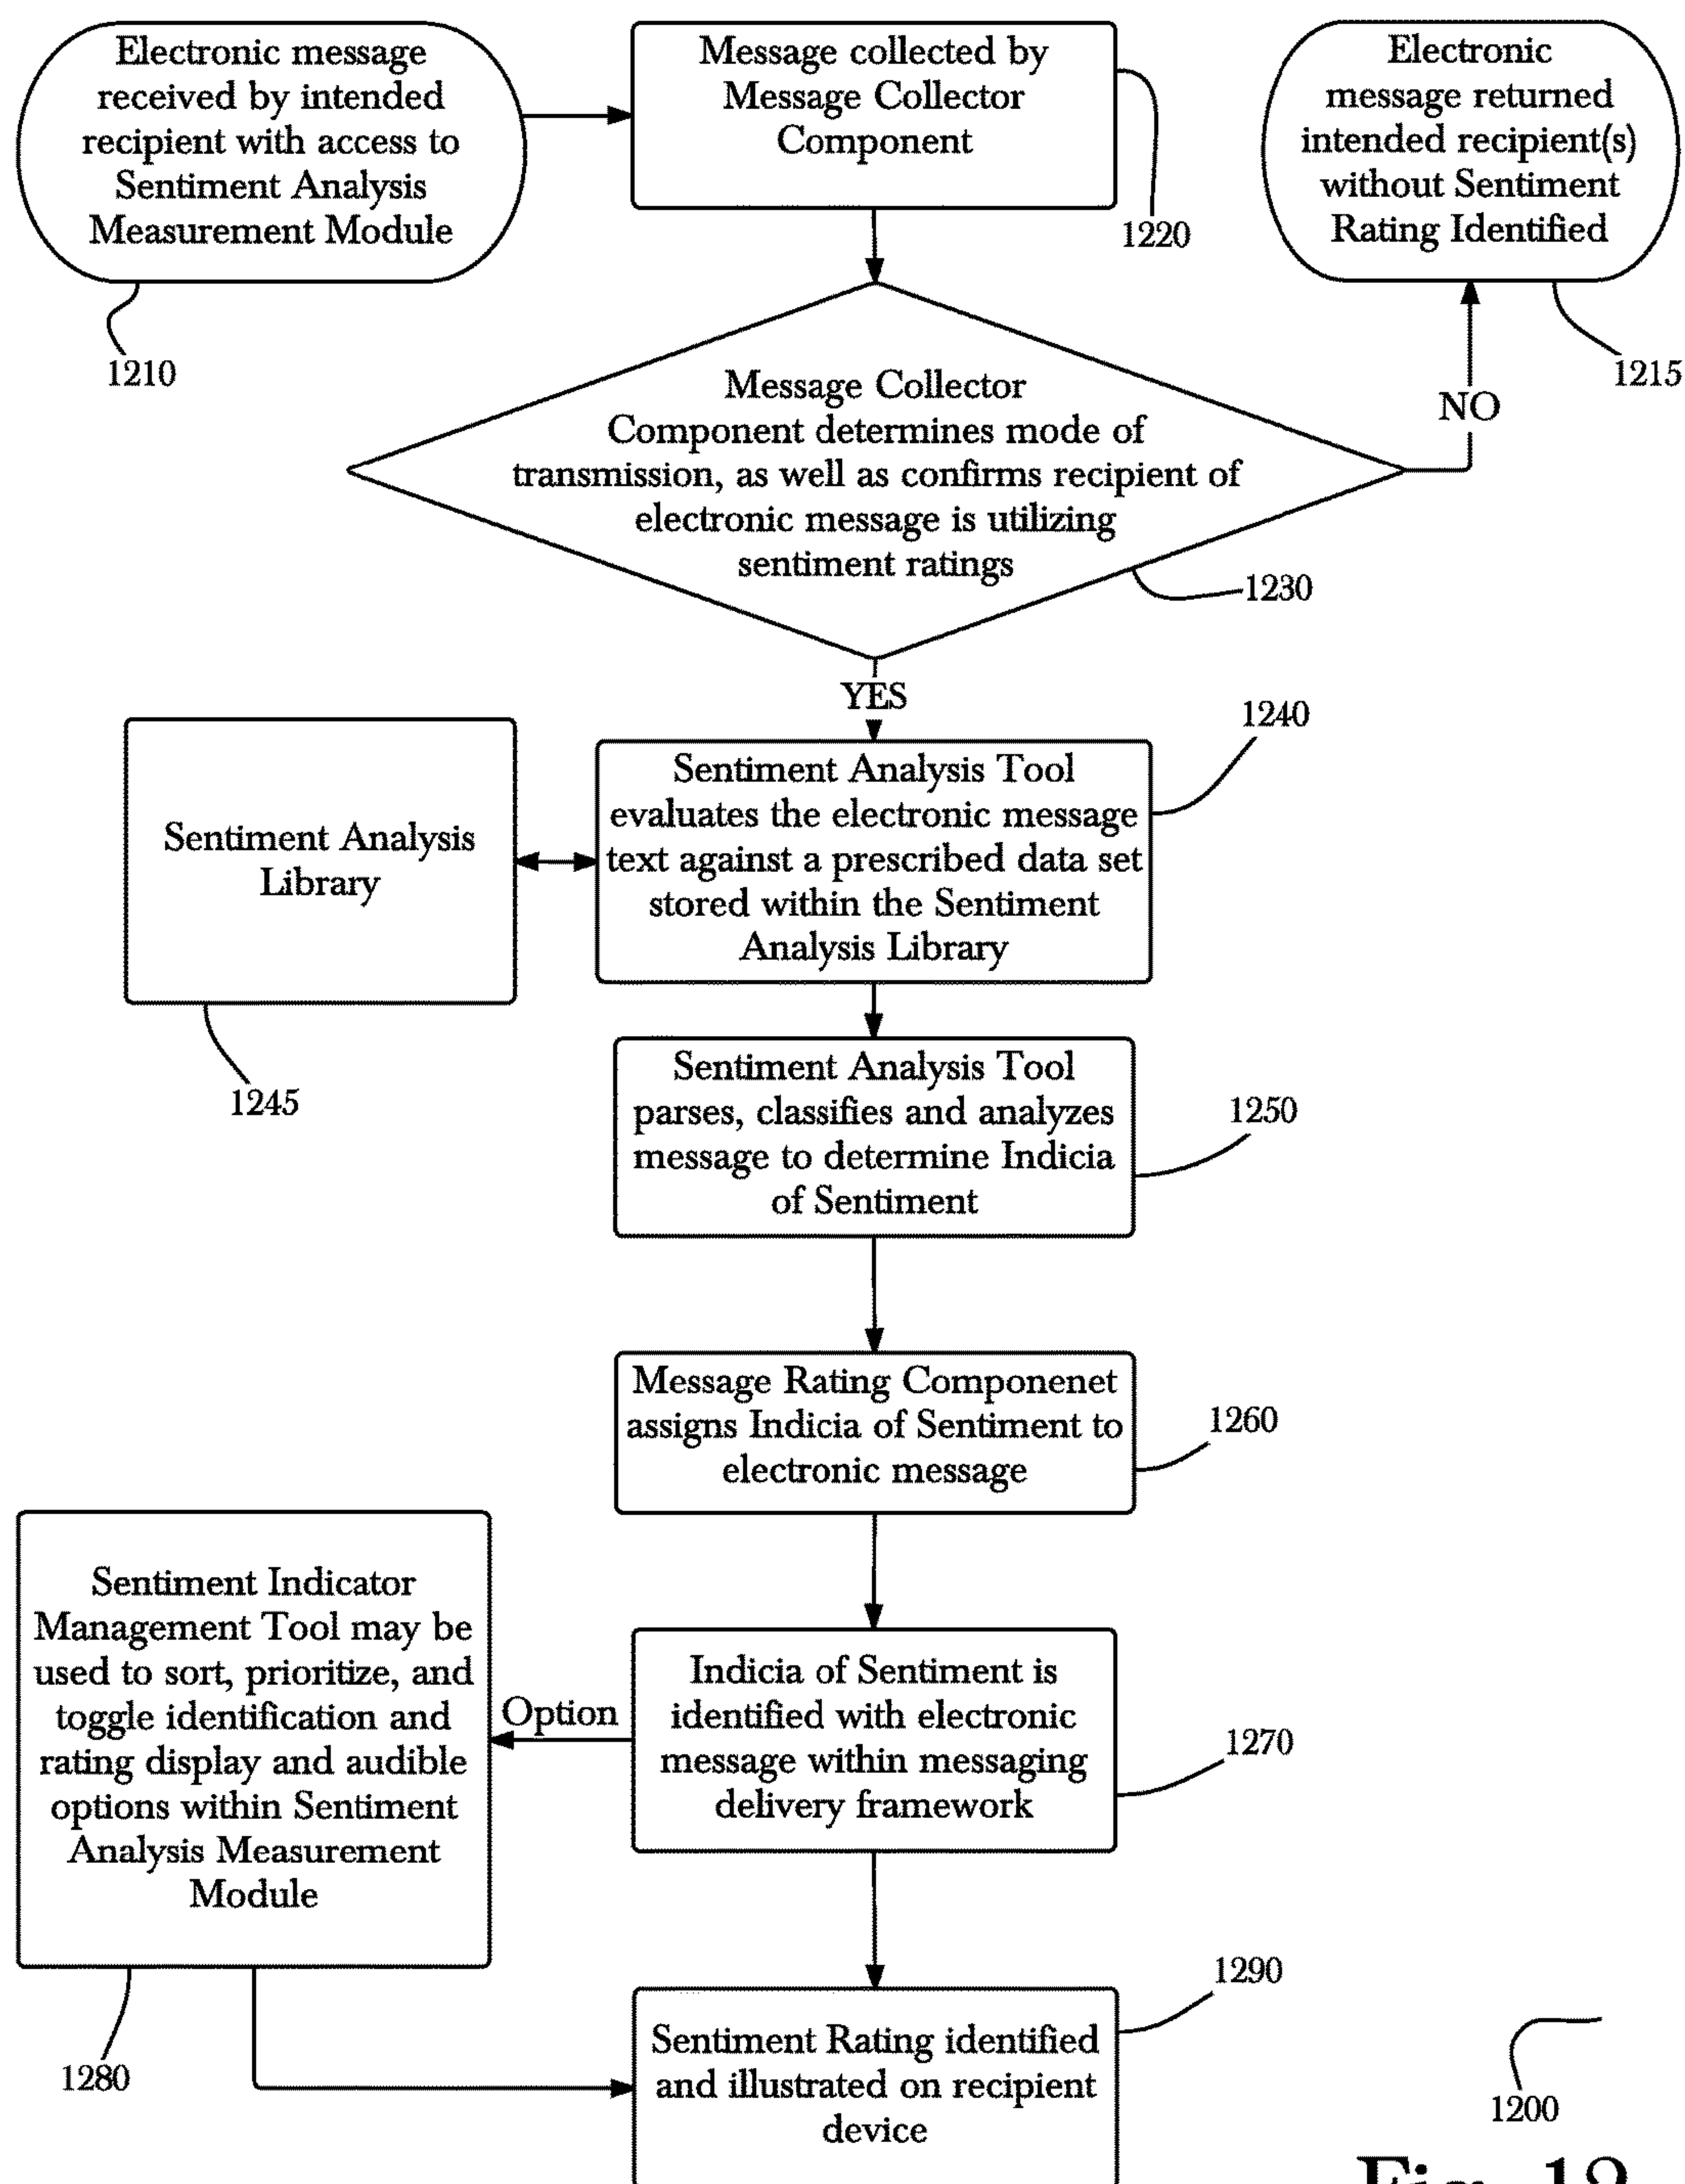 Electronic message
received by intended
recipient with access to
Sentiment Analysis
Measurement Module
1210
Message collected by
Message Collector
Component
1220
Electronic
message returned
intended recipient(s)
without Sentiment
Rating Identified
1215
NO
Message Collector
Component determines mode of
transmission, as well as confirms recipient of
electronic message is utilizing
sentiment ratings
1230
YES
Sentiment Analysis Tool
evaluates the electronic message
text against a prescribed data set
stored within the Sentiment
Analysis Library
1240
Sentiment Analysis
Library
1245
Sentiment Analysis Tool
parses, classifies and analyzes
message to determine Indicia
of Sentiment
1250
Message Rating Componenet
assigns Indicia of Sentiment to
electronic message
1260
Indicia of Sentiment is
identified with electronic
message within messaging
delivery framework
1270
Option
Sentiment Indicator
Management Tool may be
used to sort, prioritize, and
toggle identification and
rating display and audible
options within Sentiment
Analysis Measurement
Module
1280
Sentiment Rating identified
and illustrated on recipient
device
1290
1200
Fig. 12